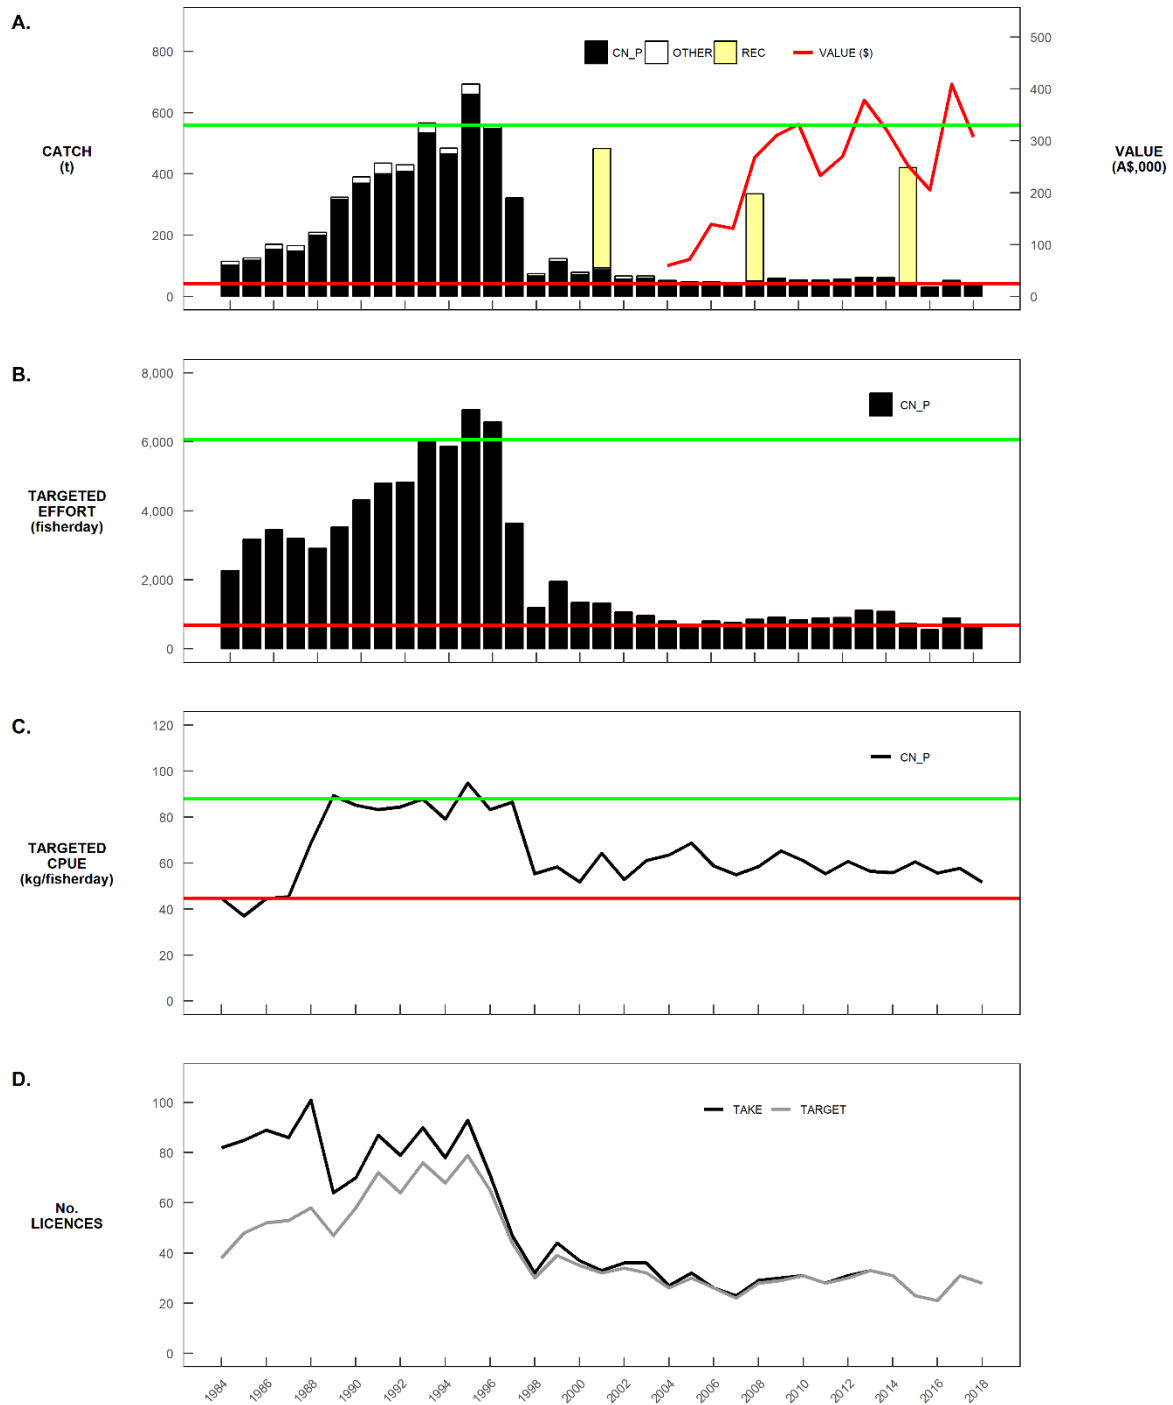 A.
CATCH
(t)
800
600
400
200
0
CN_P OTHER REC VALUE ($)
500
400
300
200
100
0
VALUE
(A$,000)
B.
TARGETED
EFFORT
(fisherday)
8,000
6,000
4,000
2,000
0
CN_P
C.
TARGETED
CPUE
(kg/fisherday)
120
100
80
60
40
20
0
CN_P
D.
No.
LICENCES
100
80
60
40
20
0
TAKE TARGET
1984 1986 1988 1990 1992 1994 1996 1998 2000 2002 2004 2006 2008 2010 2012 2014 2016 2018